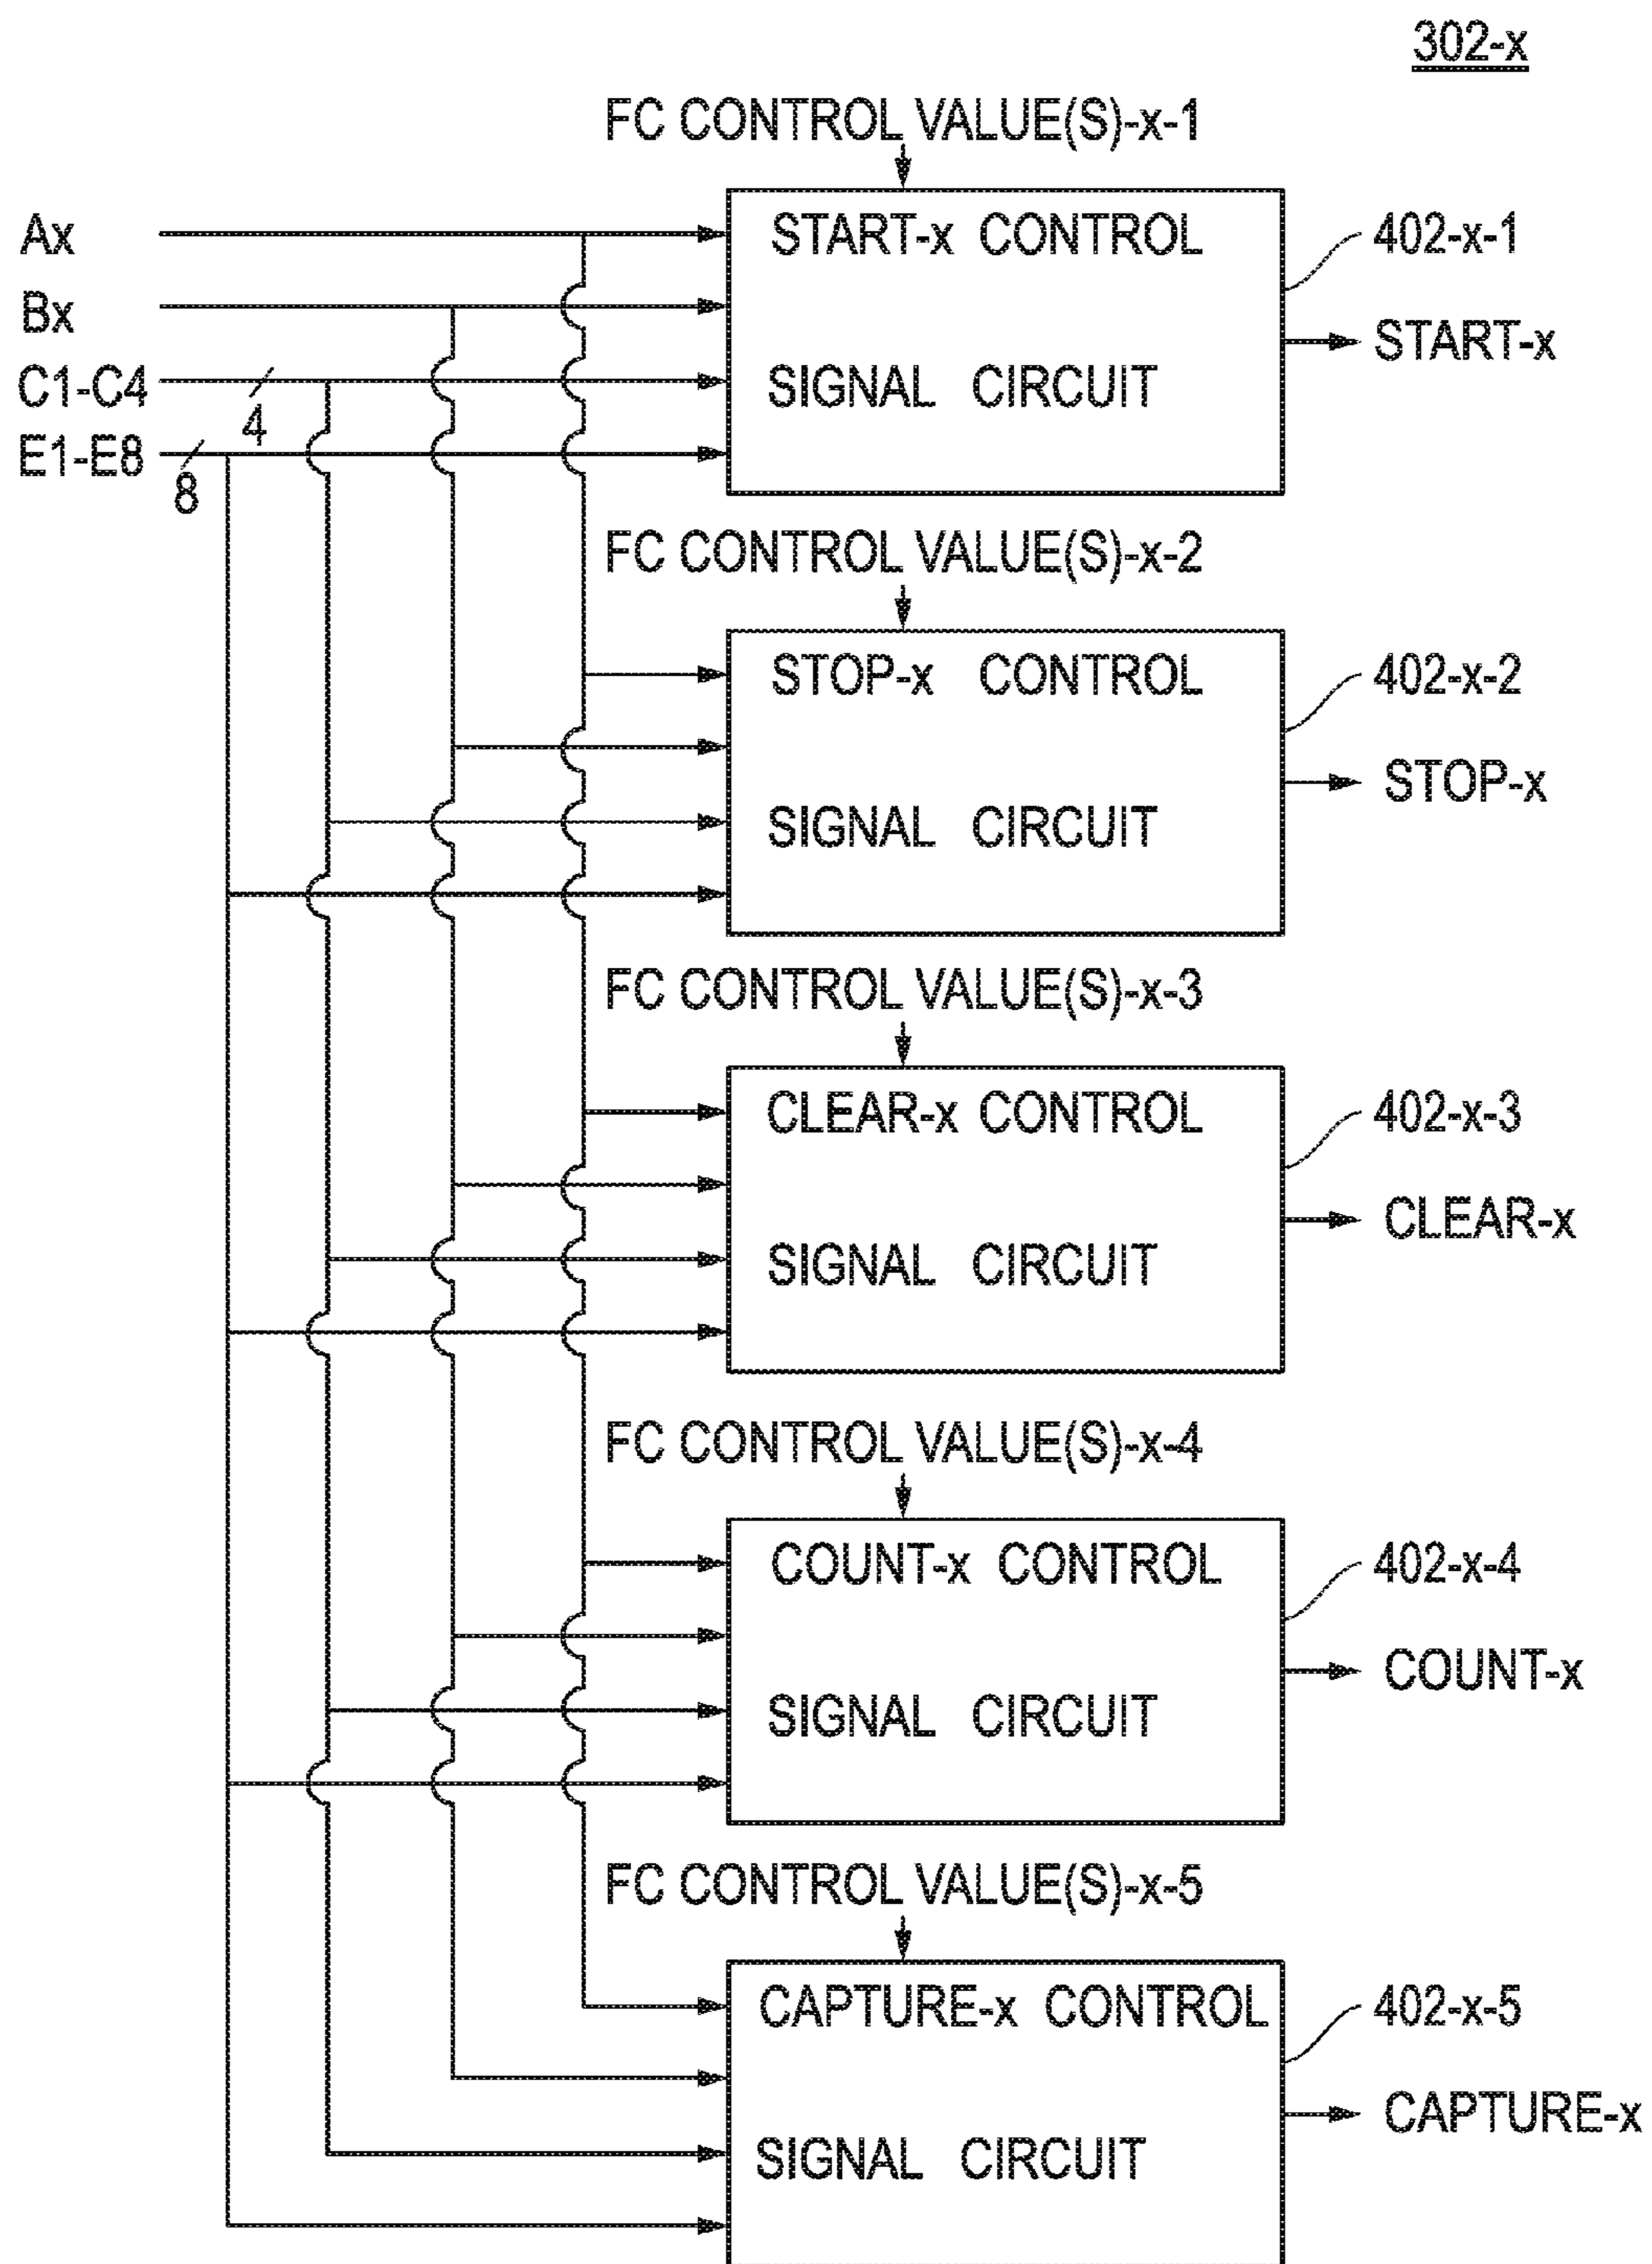 302-x
FC CONTROL VALUE(S)-x-1
Ax
START-x CONTROL
402-x-1
Bx
START-x
C1-C4
4
SIGNAL CIRCUIT
E1-E8
8
FC CONTROL VALUE(S)-x-2
STOP-x CONTROL
402-x-2
STOP-x
SIGNAL CIRCUIT
FC CONTROL VALUE(S)-x-3
CLEAR-x CONTROL
402-x-3
CLEAR-x
SIGNAL CIRCUIT
FC CONTROL VALUE(S)-x-4
COUNT-x CONTROL
402-x-4
COUNT-x
SIGNAL CIRCUIT
FC CONTROL VALUE(S)-x-5
CAPTURE-x CONTROL
402-x-5
CAPTURE-x
SIGNAL CIRCUIT